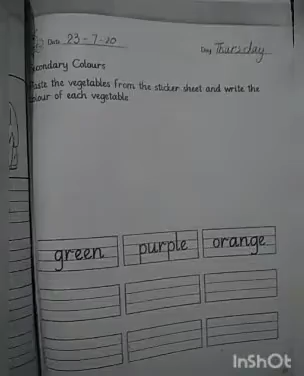 Date 23-7-20 Day Thursday
econdary Colours
Paste the vegetables from the sticker sheet and write the
colour of each vegetable
green purple orange
InShOt